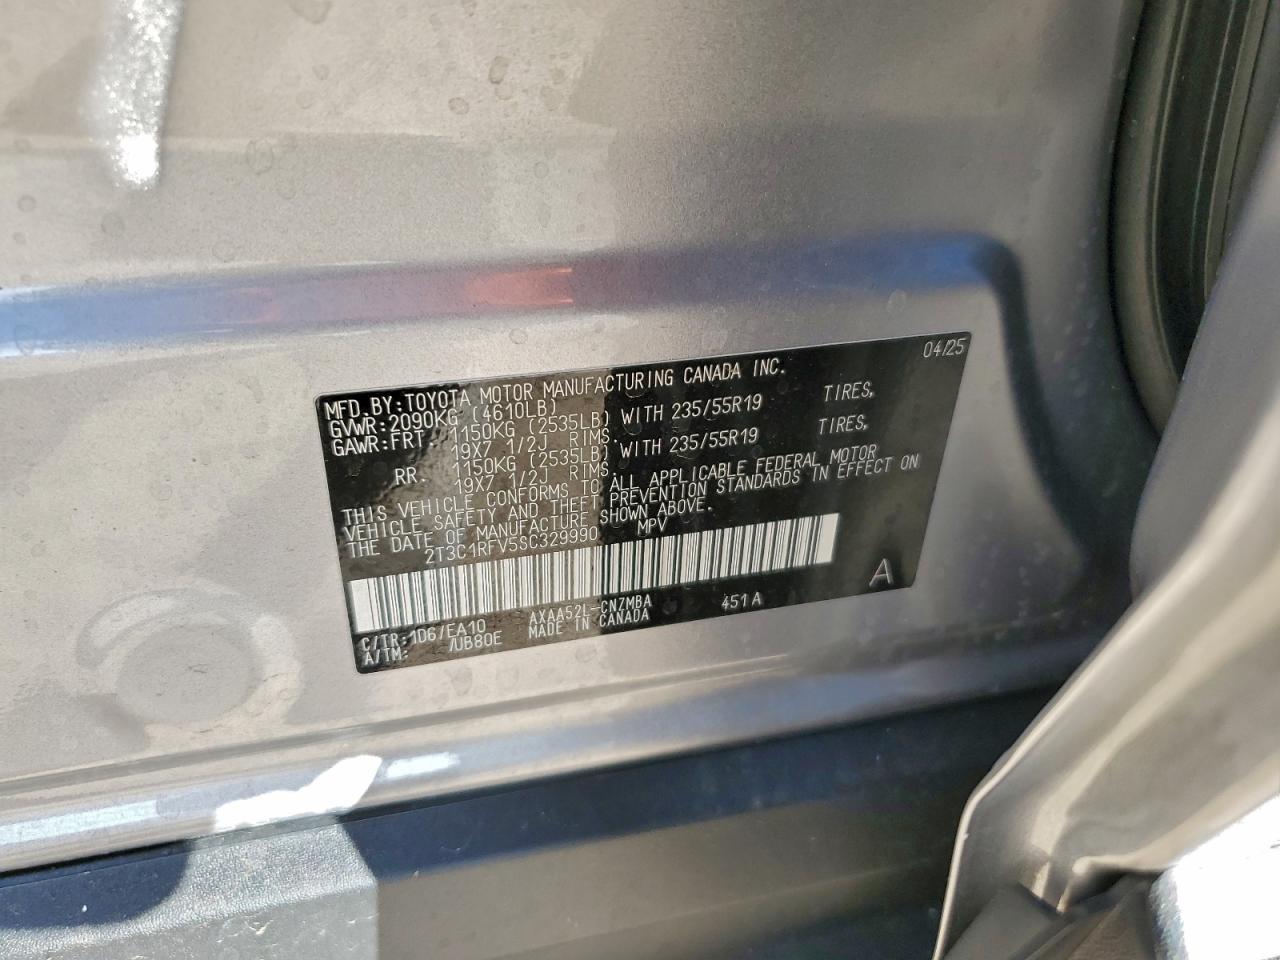 04/25
MFD.BY:TOYOTA MOTOR MANUFACTURING CANADA INC.
GVWR:2090KG (4610LB)
GAWR:FRT 1150KG (2535LB) WITH 235/55R19 TIRES,
19X7 1/2J RIMS
RR. 1150KG (2535LB) WITH 235/55R19 TIRES,
19X7 1/2J RIMS
THIS VEHICLE CONFORMS TO ALL APPLICABLE FEDERAL MOTOR
VEHICLE SAFETY AND THEFT PREVENTION STANDARDS IN EFFECT ON
THE DATE OF MANUFACTURE SHOWN ABOVE.
2T3C1RFV5SC329990 MPV
A
C/TR:1D6/EA10 AXAA52L-CNZMBA 451A
A/TM: /UB80E MADE IN CANADA